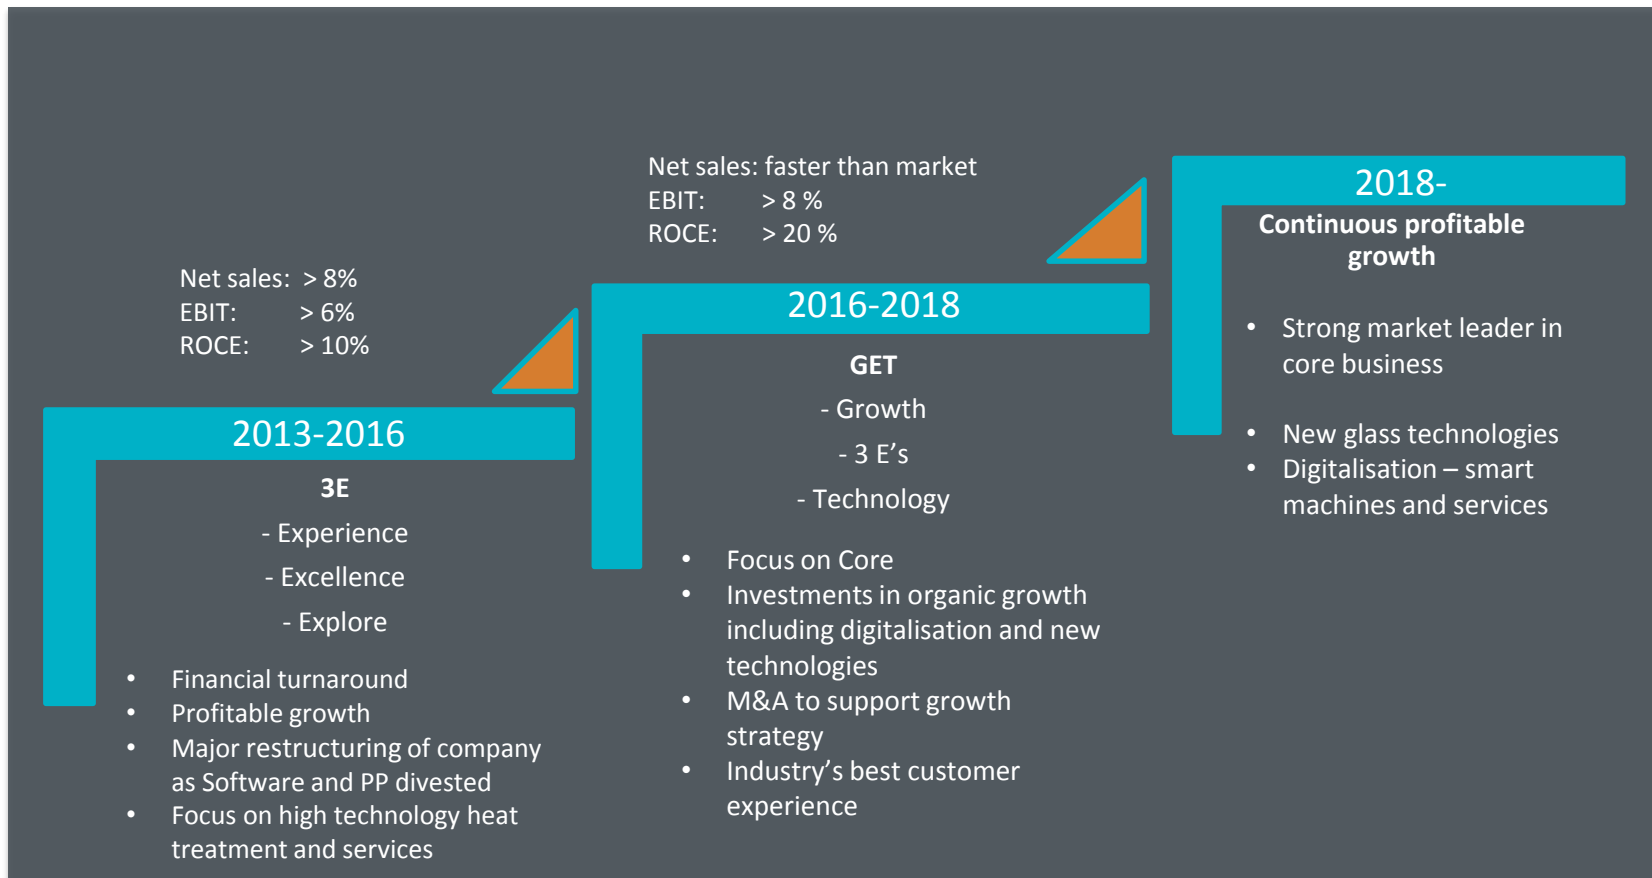 Net sales: > 8%
EBIT: > 6%
ROCE: > 10%
2013-2016
3E
- Experience
- Excellence
- Explore
• Financial turnaround
• Profitable growth
• Major restructuring of company
as Software and PP divested
• Focus on high technology heat
treatment and services
Net sales: faster than market
EBIT: > 8 %
ROCE: > 20 %
2016-2018
GET
- Growth
- 3 E’s
- Technology
• Focus on Core
• Investments in organic growth
including digitalisation and new
technologies
• M&A to support growth
strategy
• Industry’s best customer
experience
2018-
Continuous profitable
growth
• Strong market leader in
core business
• New glass technologies
• Digitalisation – smart
machines and services